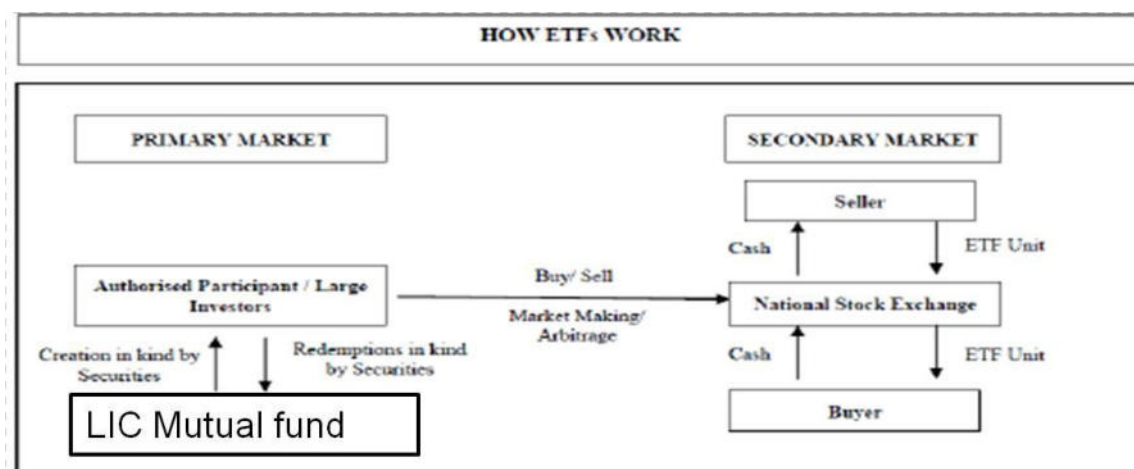 HOW ETFs WORK
PRIMARY MARKET
SECONDARY MARKET
Seller
Cash
ETF Unit
Authorised Participant / Large
Investors
Buy/ Sell
Market Making/
Arbitrage
National Stock Exchange
Creation in kind by
Securities
Redemptions in kind
by Securities
Cash
ETF Unit
LIC Mutual fund
Buyer